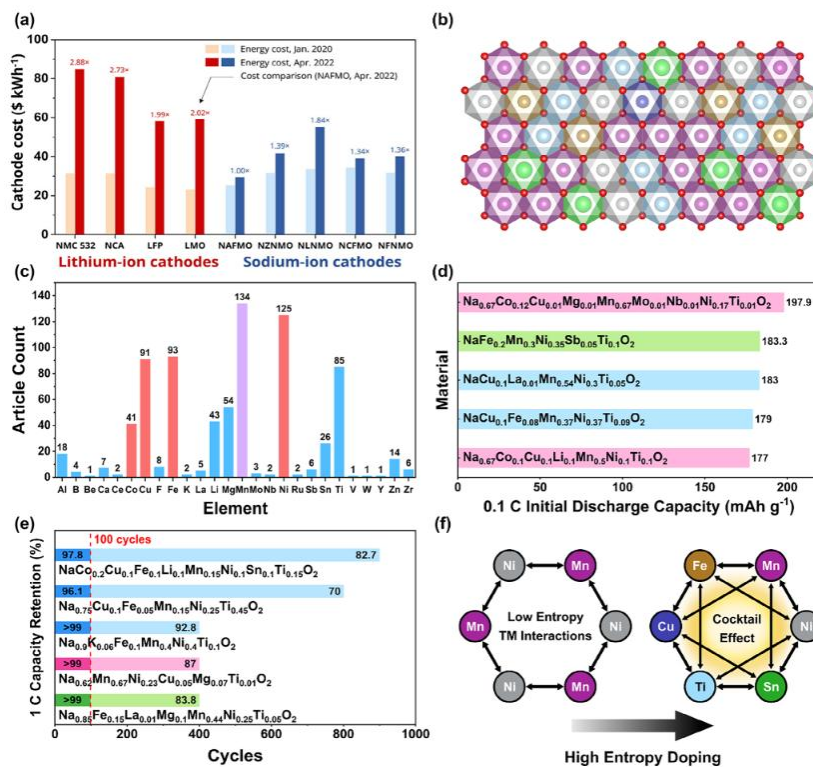 (a)
Cathode cost ($ kWh⁻¹)
100
80
60
40
20
0
Energy cost, Jan. 2020
Energy cost, Apr. 2022
Cost comparison (NAFMO, Apr. 2022)
2.88×
2.73×
1.99×
2.02×
1.00×
1.39×
1.84×
1.34×
1.36×
NMC 532 NCA LFP LMO NAFMO NZNMO NLNMO NCFMO NFNMO
Lithium-ion cathodes Sodium-ion cathodes
(b)
(c)
Article Count
140
120
100
80
60
40
20
0
18 4 1 7 2 41 91 8 93 2 5 43 54 134 3 2 125 2 6 26 85 1 1 1 14 6
Al B Be Ca Ce Co Cu F Fe K La Li Mg Mn Mo Nb Ni Ru Sb Sn Ti V W Y Zn Zr
Element
(d)
Material
Na₀.₆₇Co₀.₁₂Cu₀.₀₁Mg₀.₀₁Mn₀.₆₇Mo₀.₀₁Nb₀.₀₁Ni₀.₁₇Ti₀.₀₁O₂ 197.9
NaFe₀.₂Mn₀.₃Ni₀.₃₅Sb₀.₀₅Ti₀.₁O₂ 183.3
NaCu₀.₁La₀.₀₁Mn₀.₅₄Ni₀.₃Ti₀.₀₅O₂ 183
NaCu₀.₁Fe₀.₀₈Mn₀.₃₇Ni₀.₃₇Ti₀.₀₉O₂ 179
Na₀.₆₇Co₀.₁Cu₀.₁Li₀.₁Mn₀.₅Ni₀.₁Ti₀.₁O₂ 177
0 50 100 150 200
0.1 C Initial Discharge Capacity (mAh g⁻¹)
(e)
1 C Capacity Retention (%)
100 cycles
97.8 82.7
NaCo₀.₂Cu₀.₁Fe₀.₁Li₀.₁Mn₀.₁₅Ni₀.₁Sn₀.₁Ti₀.₁₅O₂
96.1 70
Na₀.₇₅Cu₀.₁Fe₀.₀₅Mn₀.₁₅Ni₀.₂₅Ti₀.₄₅O₂
>99 92.8
Na₀.₉K₀.₀₆Fe₀.₁Mn₀.₄Ni₀.₄Ti₀.₁O₂
>99 87
Na₀.₆₂Mn₀.₆₇Ni₀.₂₃Cu₀.₀₅Mg₀.₀₇Ti₀.₀₁O₂
>99 83.8
Na₀.₈₅Fe₀.₁₅La₀.₀₁Mg₀.₁Mn₀.₄₄Ni₀.₂₅Ti₀.₀₅O₂
0 200 400 600 800 1000
Cycles
(f)
Ni Mn
Mn Ni
Ni Mn
Low Entropy
TM Interactions
Fe Mn
Cu Ni
Ti Sn
Cocktail
Effect
High Entropy Doping